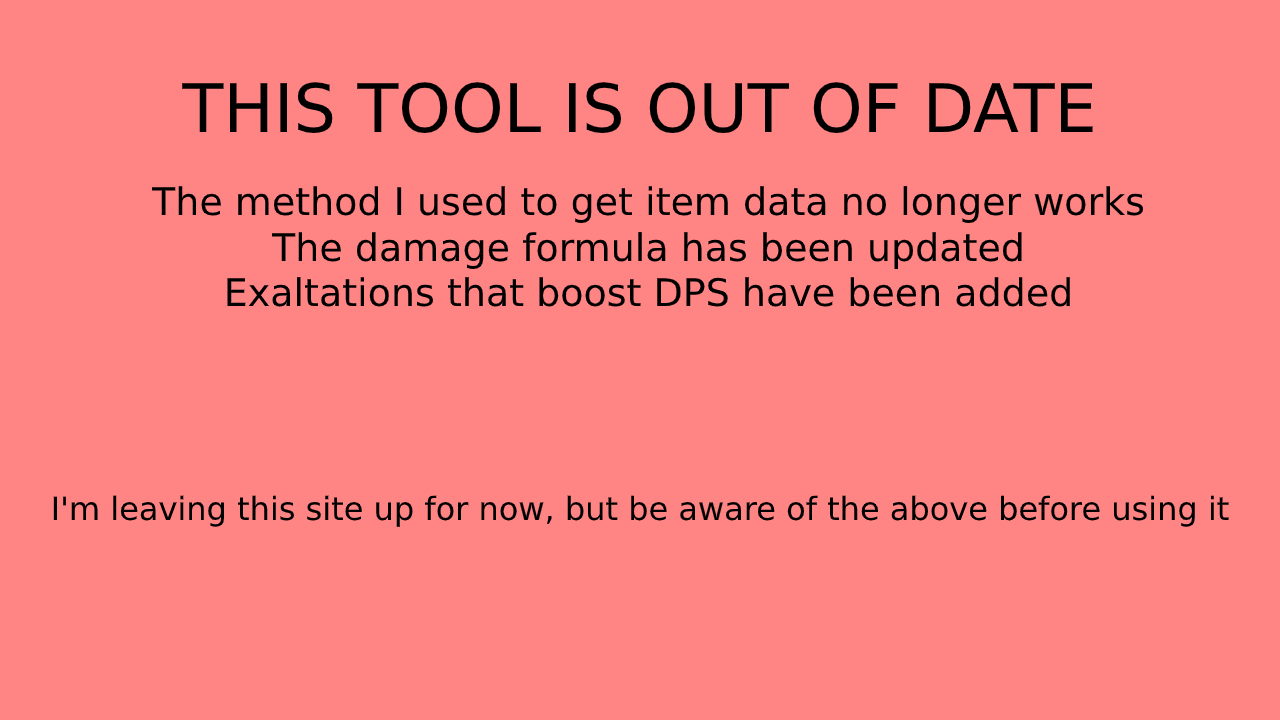 THIS TOOL IS OUT OF DATE
The method I used to get item data no longer works
The damage formula has been updated
Exaltations that boost DPS have been added
I'm leaving this site up for now, but be aware of the above before using it